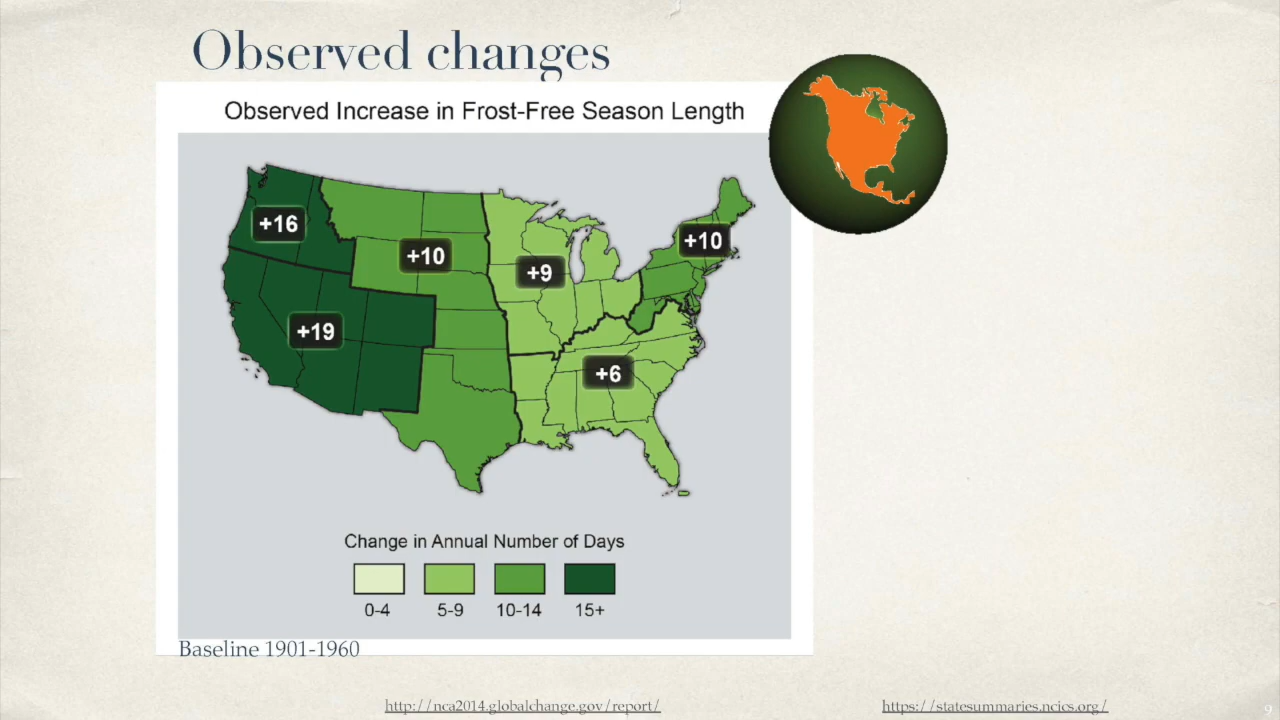 Observed changes
Observed Increase in Frost-Free Season Length
+16
+10
+9
+10
+19
+6
Change in Annual Number of Days
0-4 5-9 10-14 15+
Baseline 1901-1960
http://nca2014.globalchange.gov/report/ https://statesummaries.ncics.org/
9